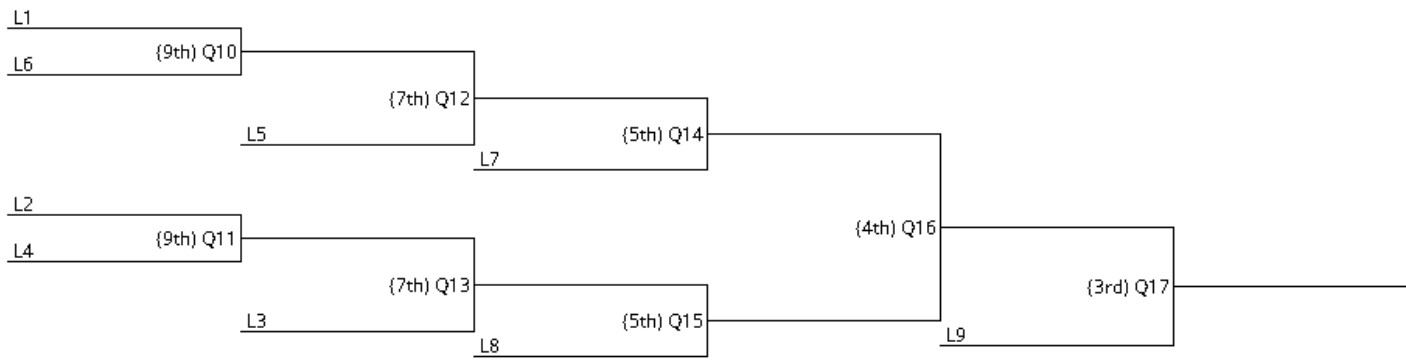 L1
{9th) Q10
L6
{7th) Q12
L5
{5th) Q14
L7
L2
{4th) Q16
{9th) Q11
L4
{7th) Q13
{3rd) Q17
L3
{5th) Q15
L9
L8